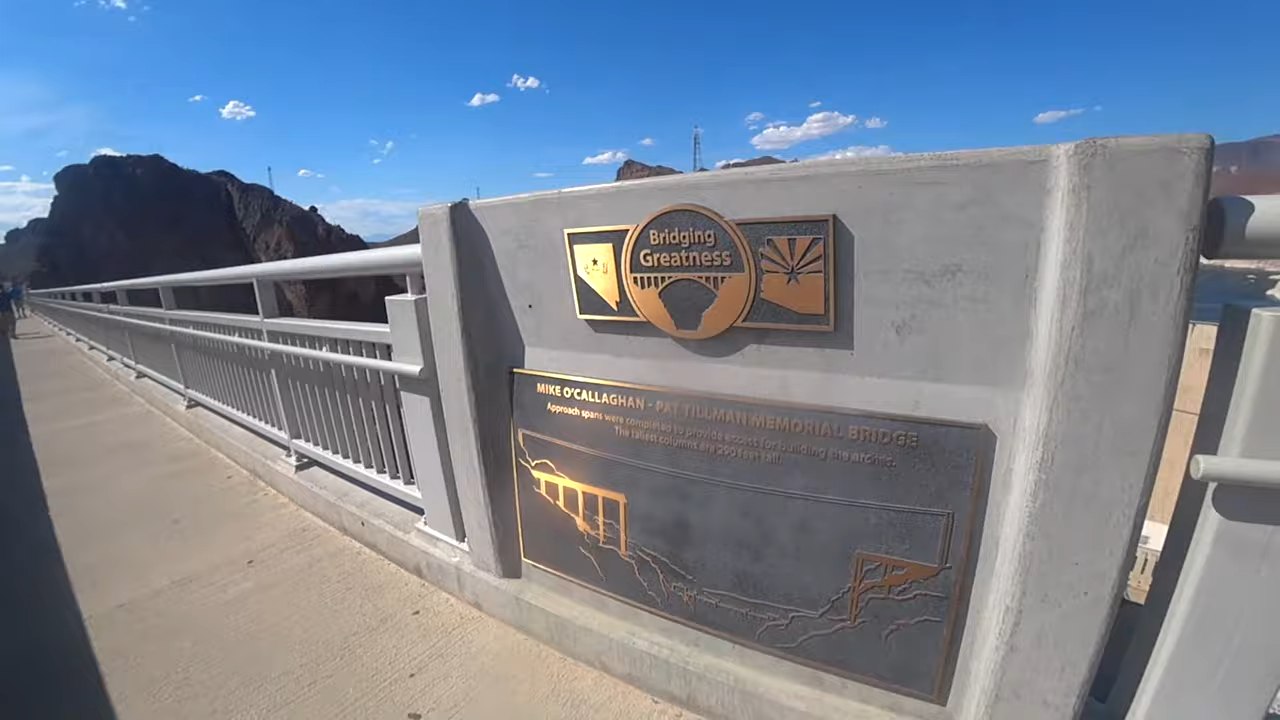 Bridging
Greatness
MIKE O'CALLAGHAN - PAT TILLMAN MEMORIAL BRIDGE
Approach spans were completed to provide access for building the arches.
The tallest columns are 290 feet tall.